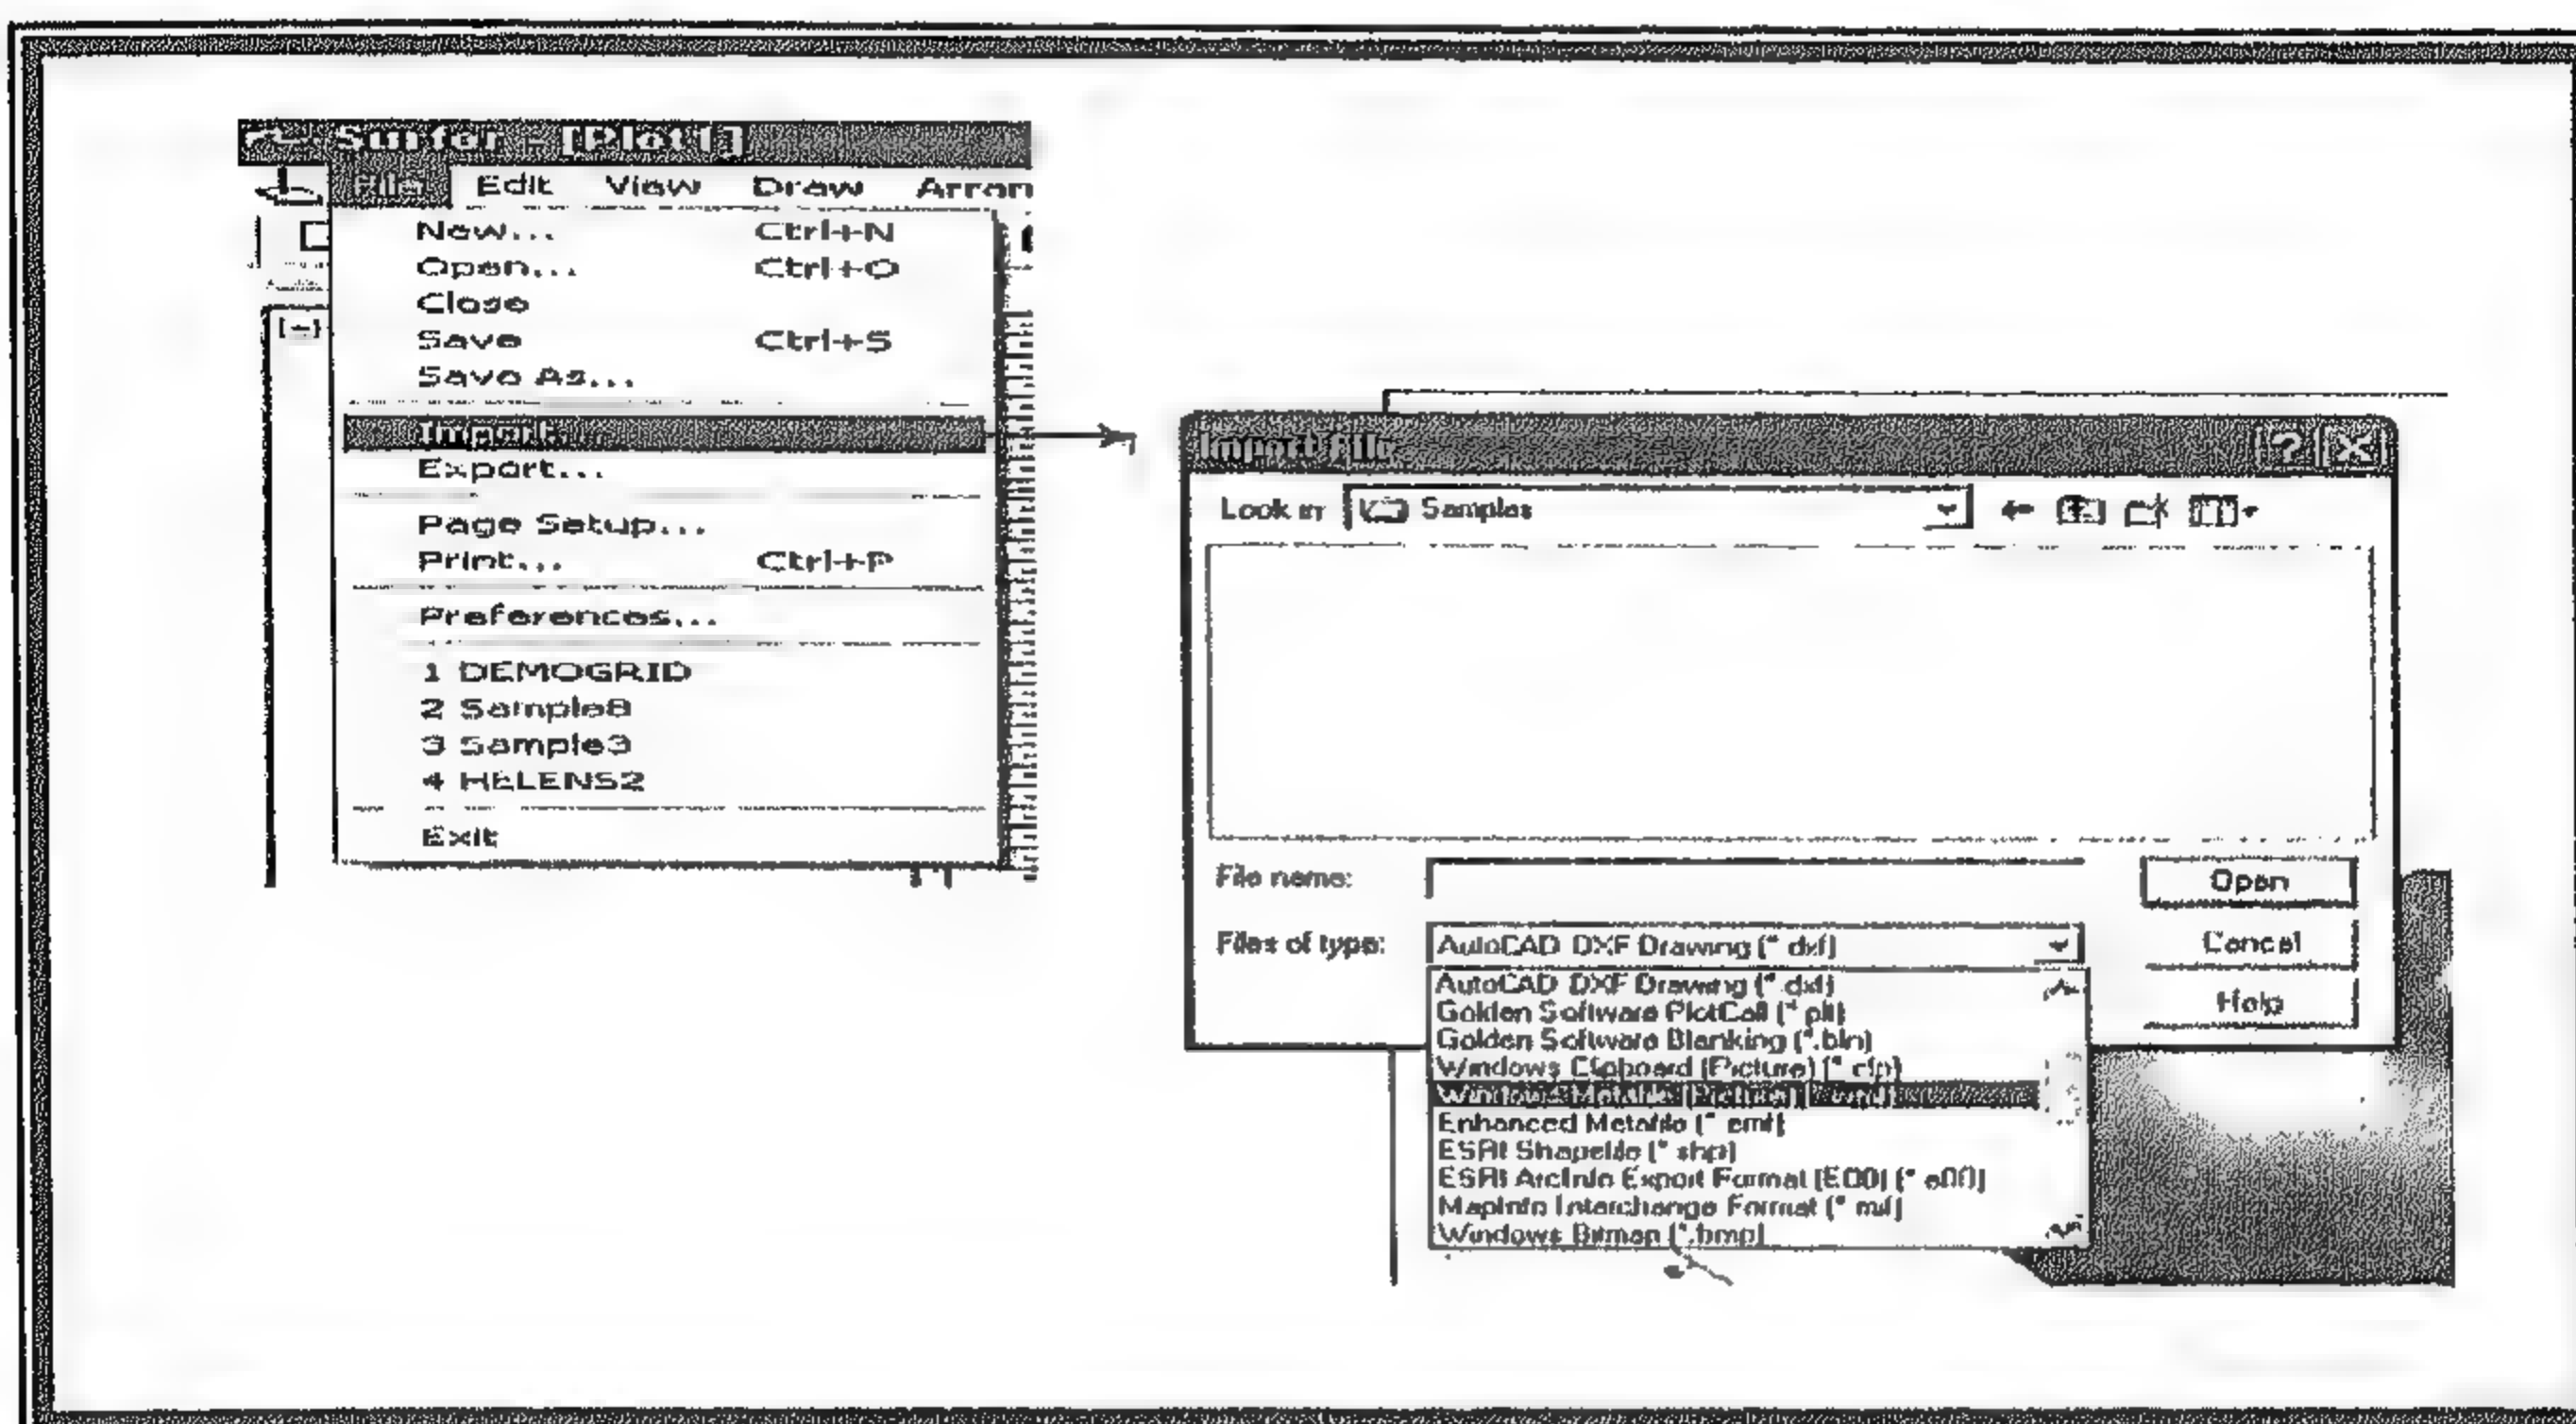 Surfer - [Plot1]
File Edit View Draw Arran
New... Ctrl+N
Open... Ctrl+O
Close
Save Ctrl+S
Save As...
Import...
Export...
Page Setup...
Print... Ctrl+P
Preferences...
1 DEMOGRID
2 Sample8
3 Sample3
4 HELENS2
Exit
Import File
Look in Samples
File name:
Open
Files of type: AutoCAD DXF Drawing (*.dxf)
Cancel
AutoCAD DXF Drawing (*.dxf)
Golden Software PlotCall (*.plt)
Help
Golden Software Blanking (*.bln)
Windows Clipboard (Picture) (*.clp)
Windows Metafile (Picture) (*.wmf)
Enhanced Metafile (*.emf)
ESRI Shapefile (*.shp)
ESRI ArcInfo Export Format (E00) (*.e00)
MapInfo Interchange Format (*.mif)
Windows Bitmap (*.bmp)